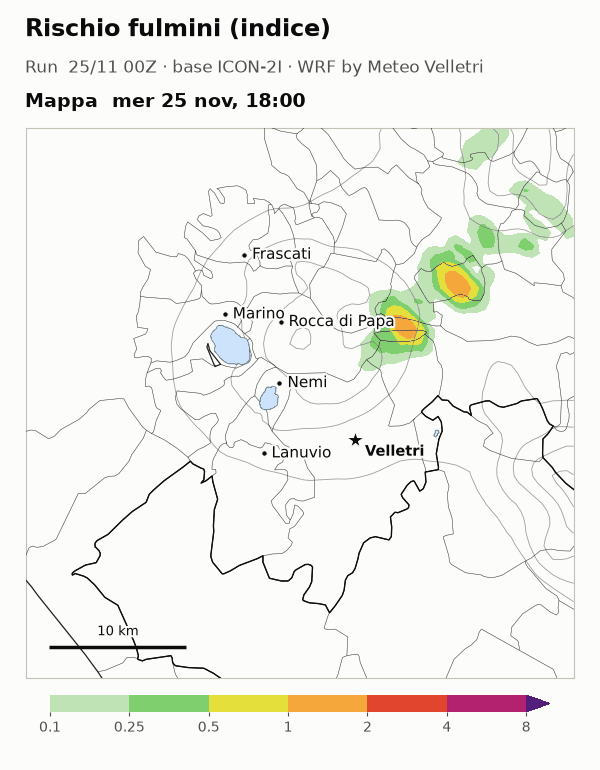 Rischio fulmini (indice)
Run  25/11 00Z · base ICON-2I · WRF by Meteo Velletri
Mappa  mer 25 nov, 18:00
Frascati
Marino
Rocca di Papa
Nemi
Velletri
Lanuvio
10 km
0.1 0.25 0.5 1 2 4 8